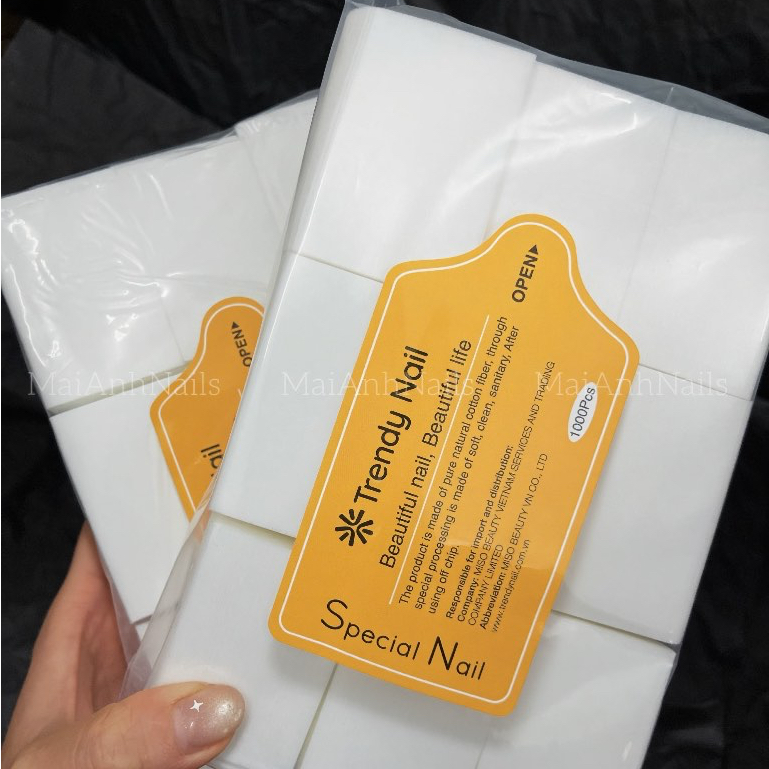 OPEN▶
Trendy Nail
Beautiful nail, Beautiful life
The product is made of pure natural cotton fiber, through
special processing is made of soft, clean, sanitary, After
using off chip.
Responsible for import and distribution:
Company: MISO BEAUTY VIETNAM SERVICES AND TRADING
COMPANY LIMITED
Abbreviation: MISO BEAUTY VN CO., LTD
www.trendynail.com.vn
1000Pcs
Special Nail
OPEN▶
ail
MaiAnhNails MaiAnhNails MaiAnhNails